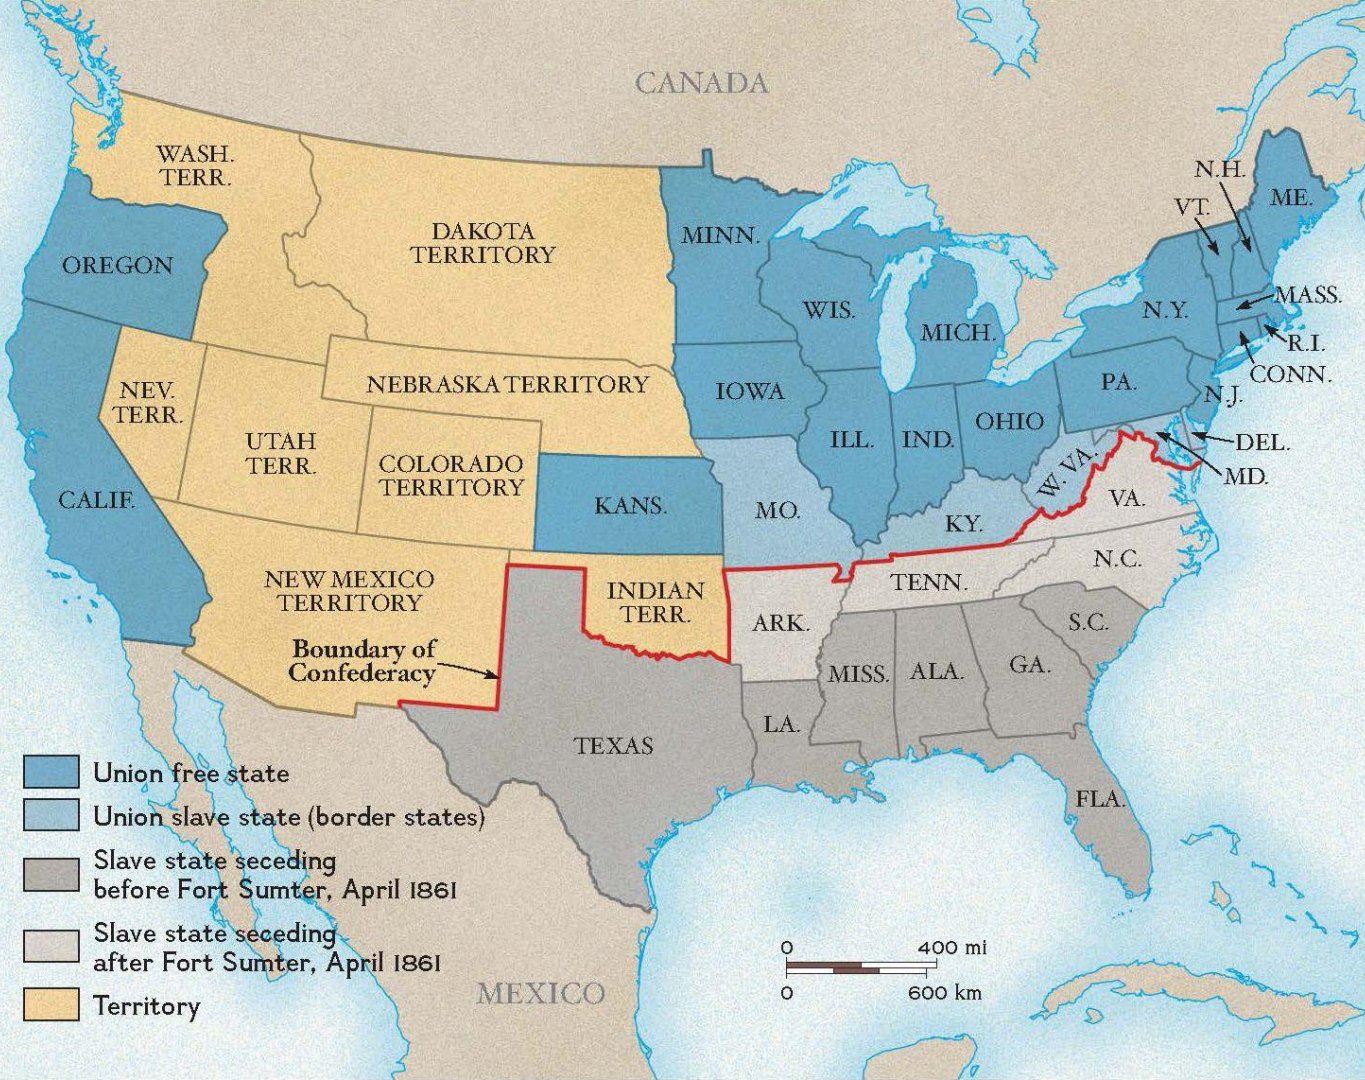 CANADA
WASH.
TERR.
DAKOTA
TERRITORY
OREGON
MINN.
N.H.
VT.
ME.
WIS.
MICH.
N.Y.
MASS.
R.I.
CONN.
NEV.
TERR.
NEBRASKA TERRITORY
IOWA
PA.
N.J.
UTAH
TERR.
COLORADO
TERRITORY
ILL.
IND.
OHIO
DEL.
MD.
CALIF.
KANS.
MO.
KY.
W. VA.
VA.
NEW MEXICO
TERRITORY
INDIAN
TERR.
ARK.
TENN.
N.C.
Boundary of
Confederacy
S.C.
MISS.
ALA.
GA.
TEXAS
LA.
FLA.
MEXICO
Union free state
Union slave state (border states)
Slave state seceding
before Fort Sumter, April 1861
Slave state seceding
after Fort Sumter, April 1861
Territory
0 400 mi
0 600 km